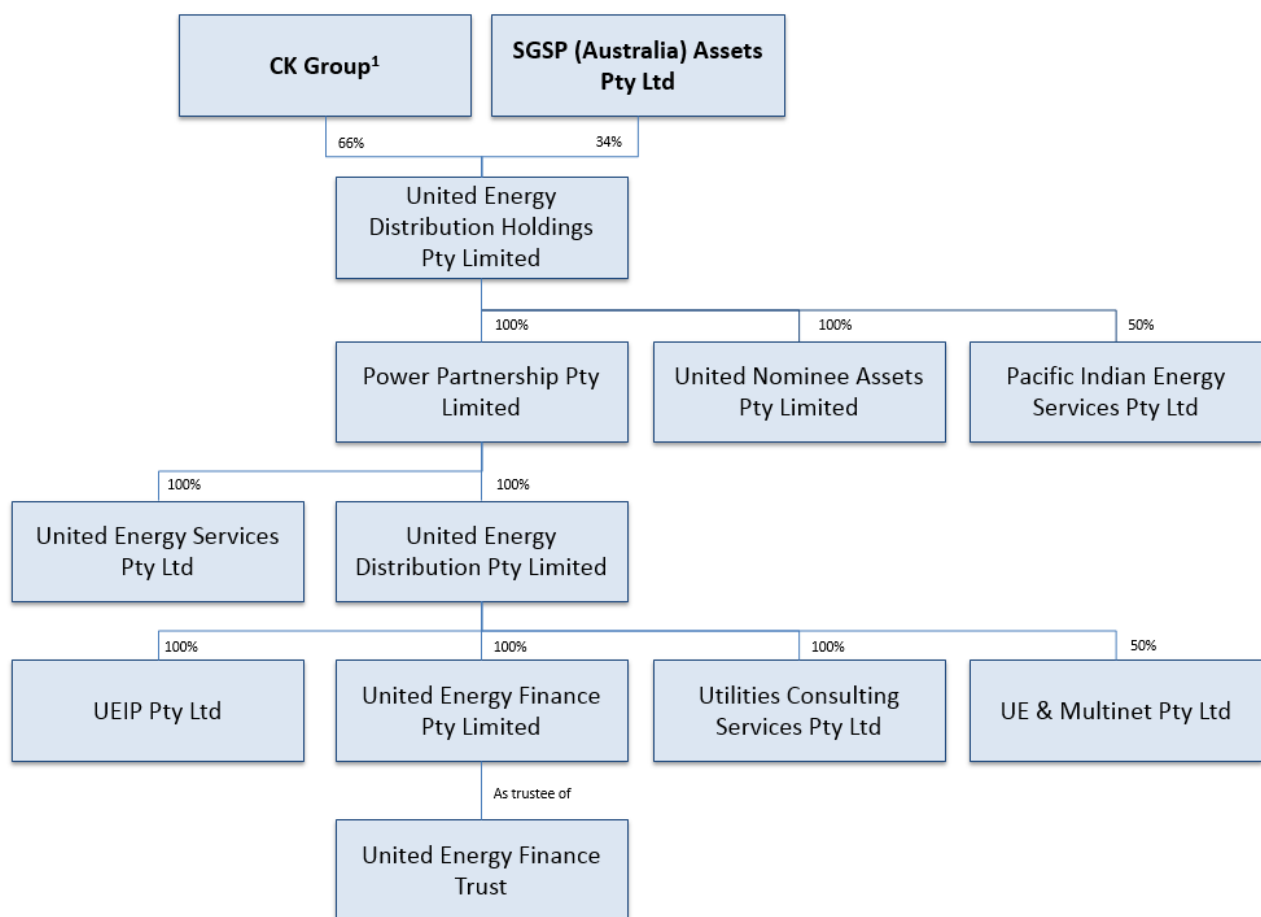 CK Group¹
SGSP (Australia) Assets
Pty Ltd
66%
34%
United Energy
Distribution Holdings
Pty Limited
100%
100%
50%
Power Partnership Pty
Limited
United Nominee Assets
Pty Limited
Pacific Indian Energy
Services Pty Ltd
100%
100%
United Energy Services
Pty Ltd
United Energy
Distribution Pty Limited
100%
100%
100%
50%
UEIP Pty Ltd
United Energy Finance
Pty Limited
Utilities Consulting
Services Pty Ltd
UE & Multinet Pty Ltd
As trustee of
United Energy Finance
Trust